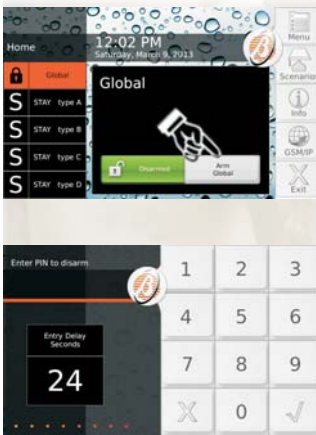 Home
12:02 PM
Saturday, March 9, 2013
Menu
Global
Global
Scenario
S STAY type A
S STAY type B
Info
S STAY type C
Disarmed
Arm
Global
GSM/IP
S STAY type D
Exit
Enter PIN to disarm
1 2 3
4 5 6
Entry Delay
Seconds
24
7 8 9
0